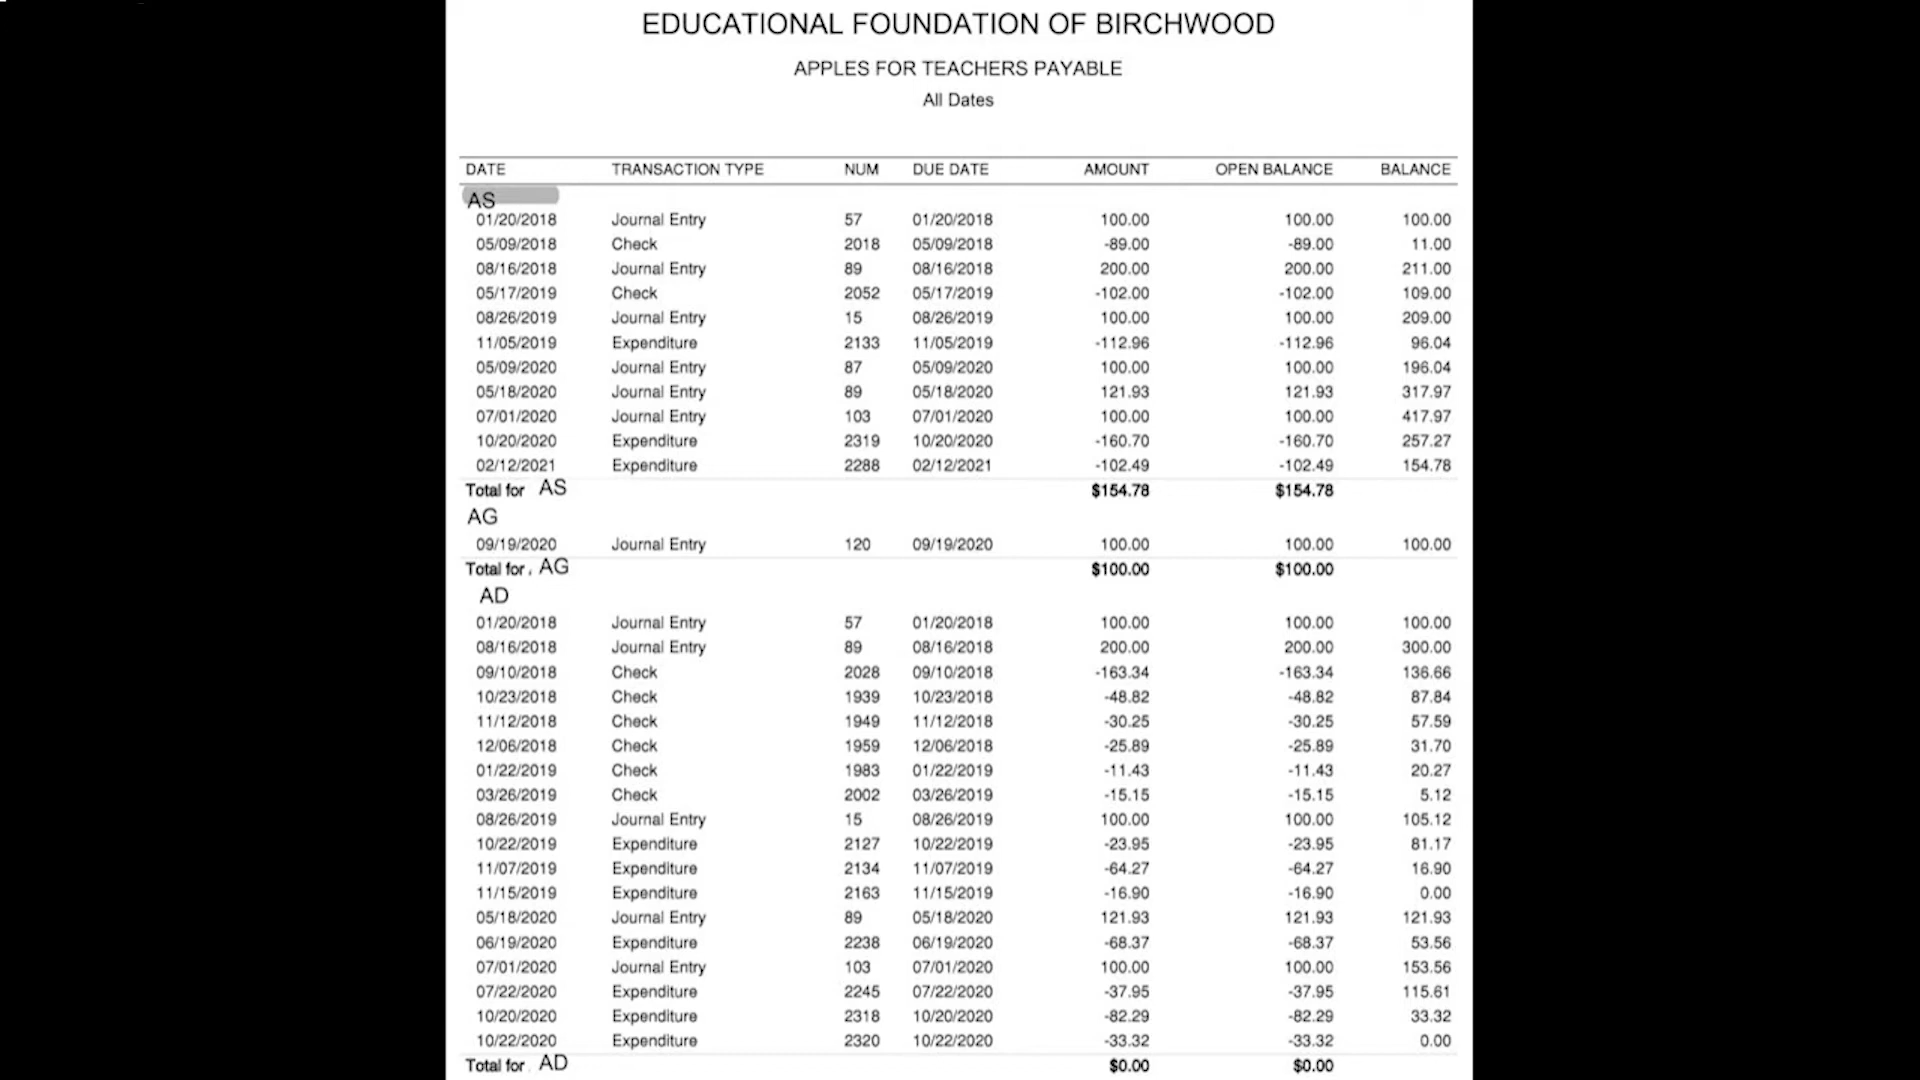 EDUCATIONAL FOUNDATION OF BIRCHWOOD
APPLES FOR TEACHERS PAYABLE
All Dates
DATE TRANSACTION TYPE NUM DUE DATE AMOUNT OPEN BALANCE BALANCE
AS
01/20/2018 Journal Entry 57 01/20/2018 100.00 100.00 100.00
05/09/2018 Check 2018 05/09/2018 -89.00 -89.00 11.00
08/16/2018 Journal Entry 89 08/16/2018 200.00 200.00 211.00
05/17/2019 Check 2052 05/17/2019 -102.00 -102.00 109.00
08/26/2019 Journal Entry 15 08/26/2019 100.00 100.00 209.00
11/05/2019 Expenditure 2133 11/05/2019 -112.96 -112.96 96.04
05/09/2020 Journal Entry 87 05/09/2020 100.00 100.00 196.04
05/18/2020 Journal Entry 89 05/18/2020 121.93 121.93 317.97
07/01/2020 Journal Entry 103 07/01/2020 100.00 100.00 417.97
10/20/2020 Expenditure 2319 10/20/2020 -160.70 -160.70 257.27
02/12/2021 Expenditure 2288 02/12/2021 -102.49 -102.49 154.78
Total for AS $154.78 $154.78
AG
09/19/2020 Journal Entry 120 09/19/2020 100.00 100.00 100.00
Total for AG $100.00 $100.00
AD
01/20/2018 Journal Entry 57 01/20/2018 100.00 100.00 100.00
08/16/2018 Journal Entry 89 08/16/2018 200.00 200.00 300.00
09/10/2018 Check 2028 09/10/2018 -163.34 -163.34 136.66
10/23/2018 Check 1939 10/23/2018 -48.82 -48.82 87.84
11/12/2018 Check 1949 11/12/2018 -30.25 -30.25 57.59
12/06/2018 Check 1959 12/06/2018 -25.89 -25.89 31.70
01/22/2019 Check 1983 01/22/2019 -11.43 -11.43 20.27
03/26/2019 Check 2002 03/26/2019 -15.15 -15.15 5.12
08/26/2019 Journal Entry 15 08/26/2019 100.00 100.00 105.12
10/22/2019 Expenditure 2127 10/22/2019 -23.95 -23.95 81.17
11/07/2019 Expenditure 2134 11/07/2019 -64.27 -64.27 16.90
11/15/2019 Expenditure 2163 11/15/2019 -16.90 -16.90 0.00
05/18/2020 Journal Entry 89 05/18/2020 121.93 121.93 121.93
06/19/2020 Expenditure 2238 06/19/2020 -68.37 -68.37 53.56
07/01/2020 Journal Entry 103 07/01/2020 100.00 100.00 153.56
07/22/2020 Expenditure 2245 07/22/2020 -37.95 -37.95 115.61
10/20/2020 Expenditure 2318 10/20/2020 -82.29 -82.29 33.32
10/22/2020 Expenditure 2320 10/22/2020 -33.32 -33.32 0.00
Total for AD $0.00 $0.00